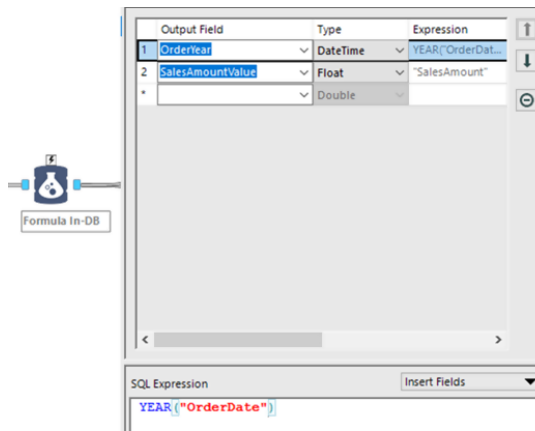 Output Field Type Expression
1 OrderYear DateTime YEAR("OrderDat...
2 SalesAmountValue Float "SalesAmount"
* Double
Formula In-DB
SQL Expression Insert Fields
YEAR("OrderDate")